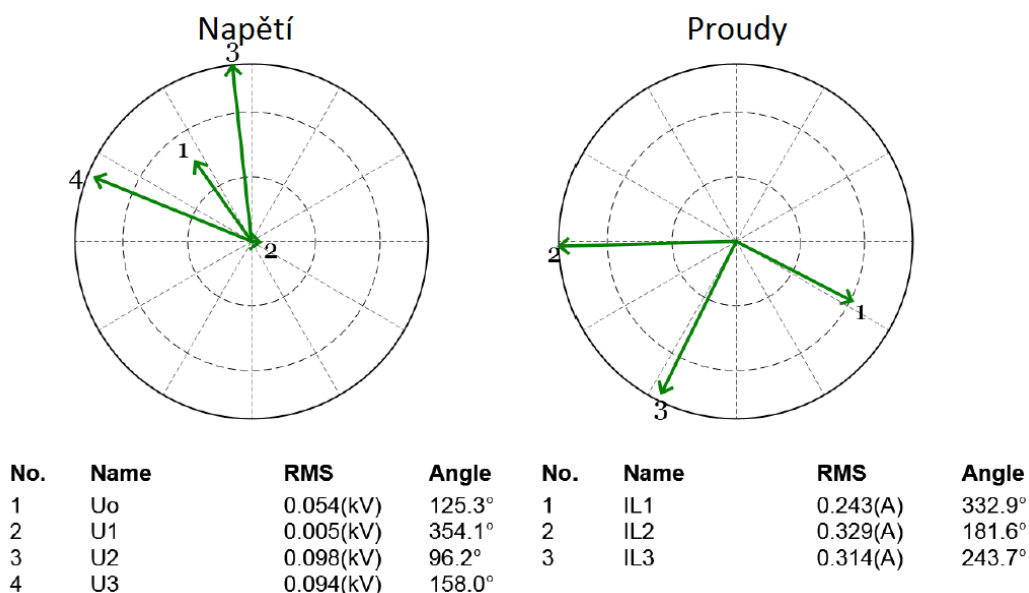 Napětí
Proudy
3
1
4
2
2
1
3
No. Name RMS Angle
1 Uo 0.054(kV) 125.3°
2 U1 0.005(kV) 354.1°
3 U2 0.098(kV) 96.2°
4 U3 0.094(kV) 158.0°
No. Name RMS Angle
1 IL1 0.243(A) 332.9°
2 IL2 0.329(A) 181.6°
3 IL3 0.314(A) 243.7°